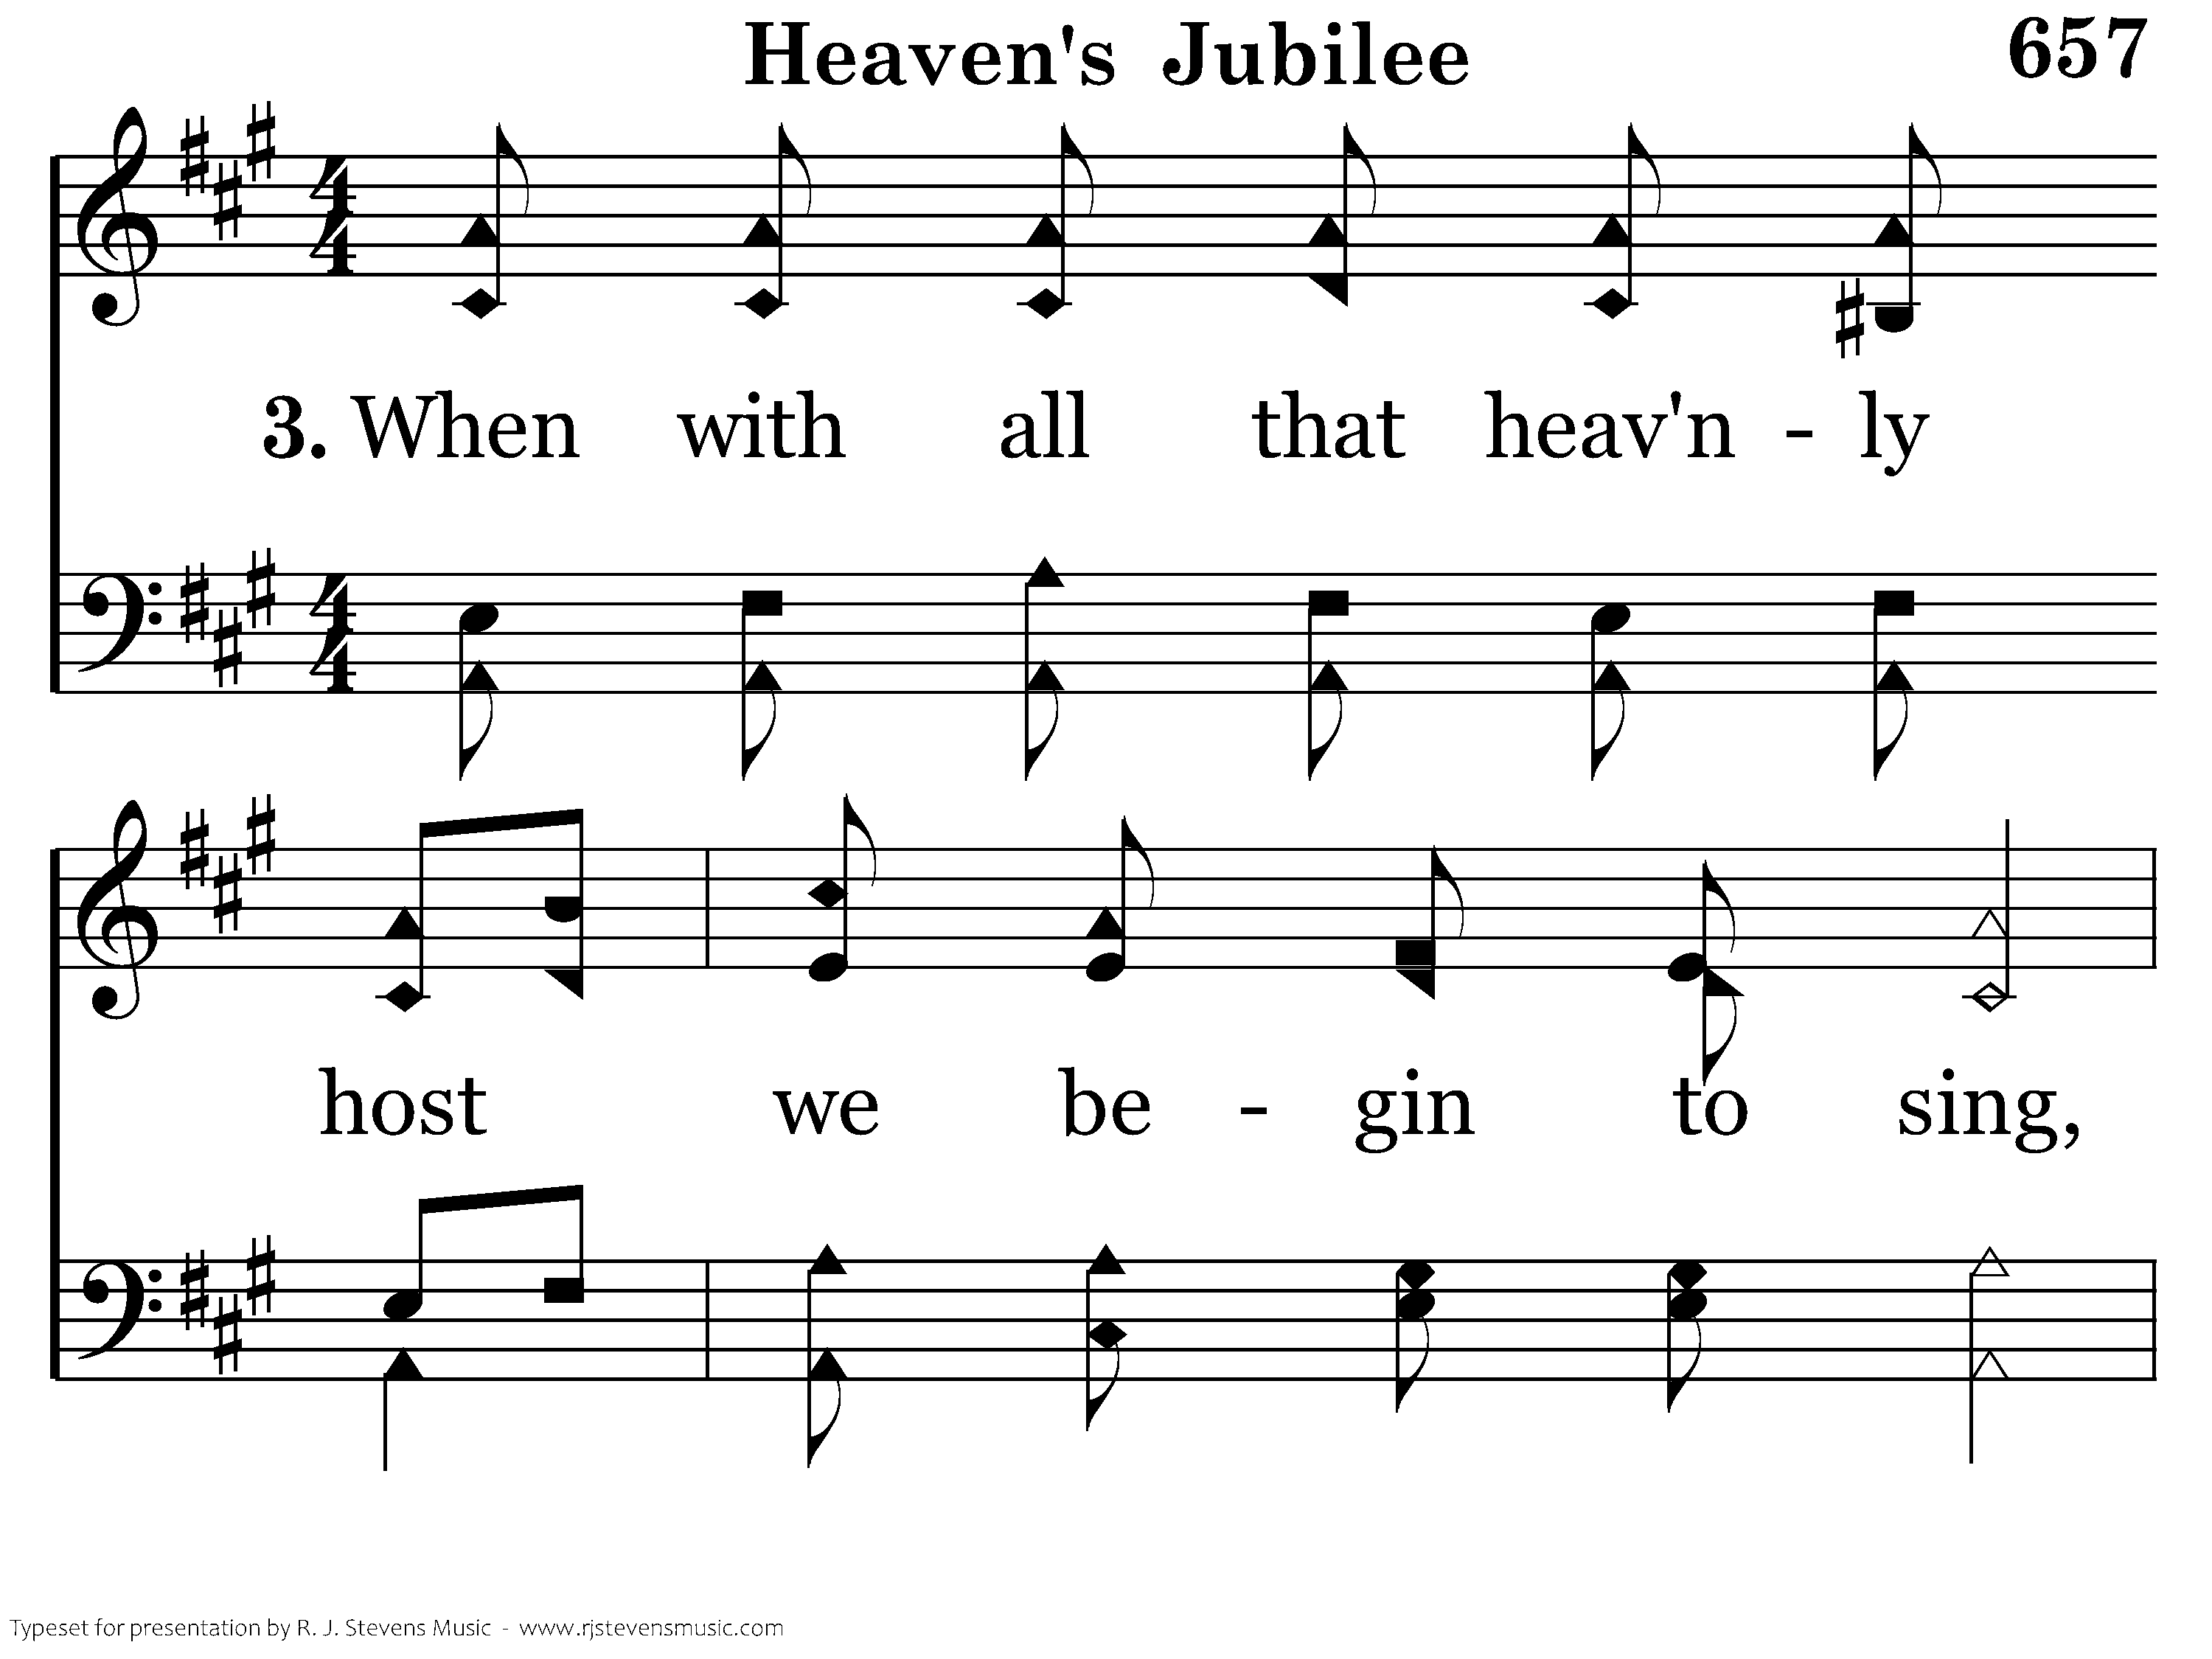 Heaven's Jubilee 657
3. When with all that heav'n - ly
host we be - gin to sing,
Typeset for presentation by R. J. Stevens Music - www.rjstevensmusic.com